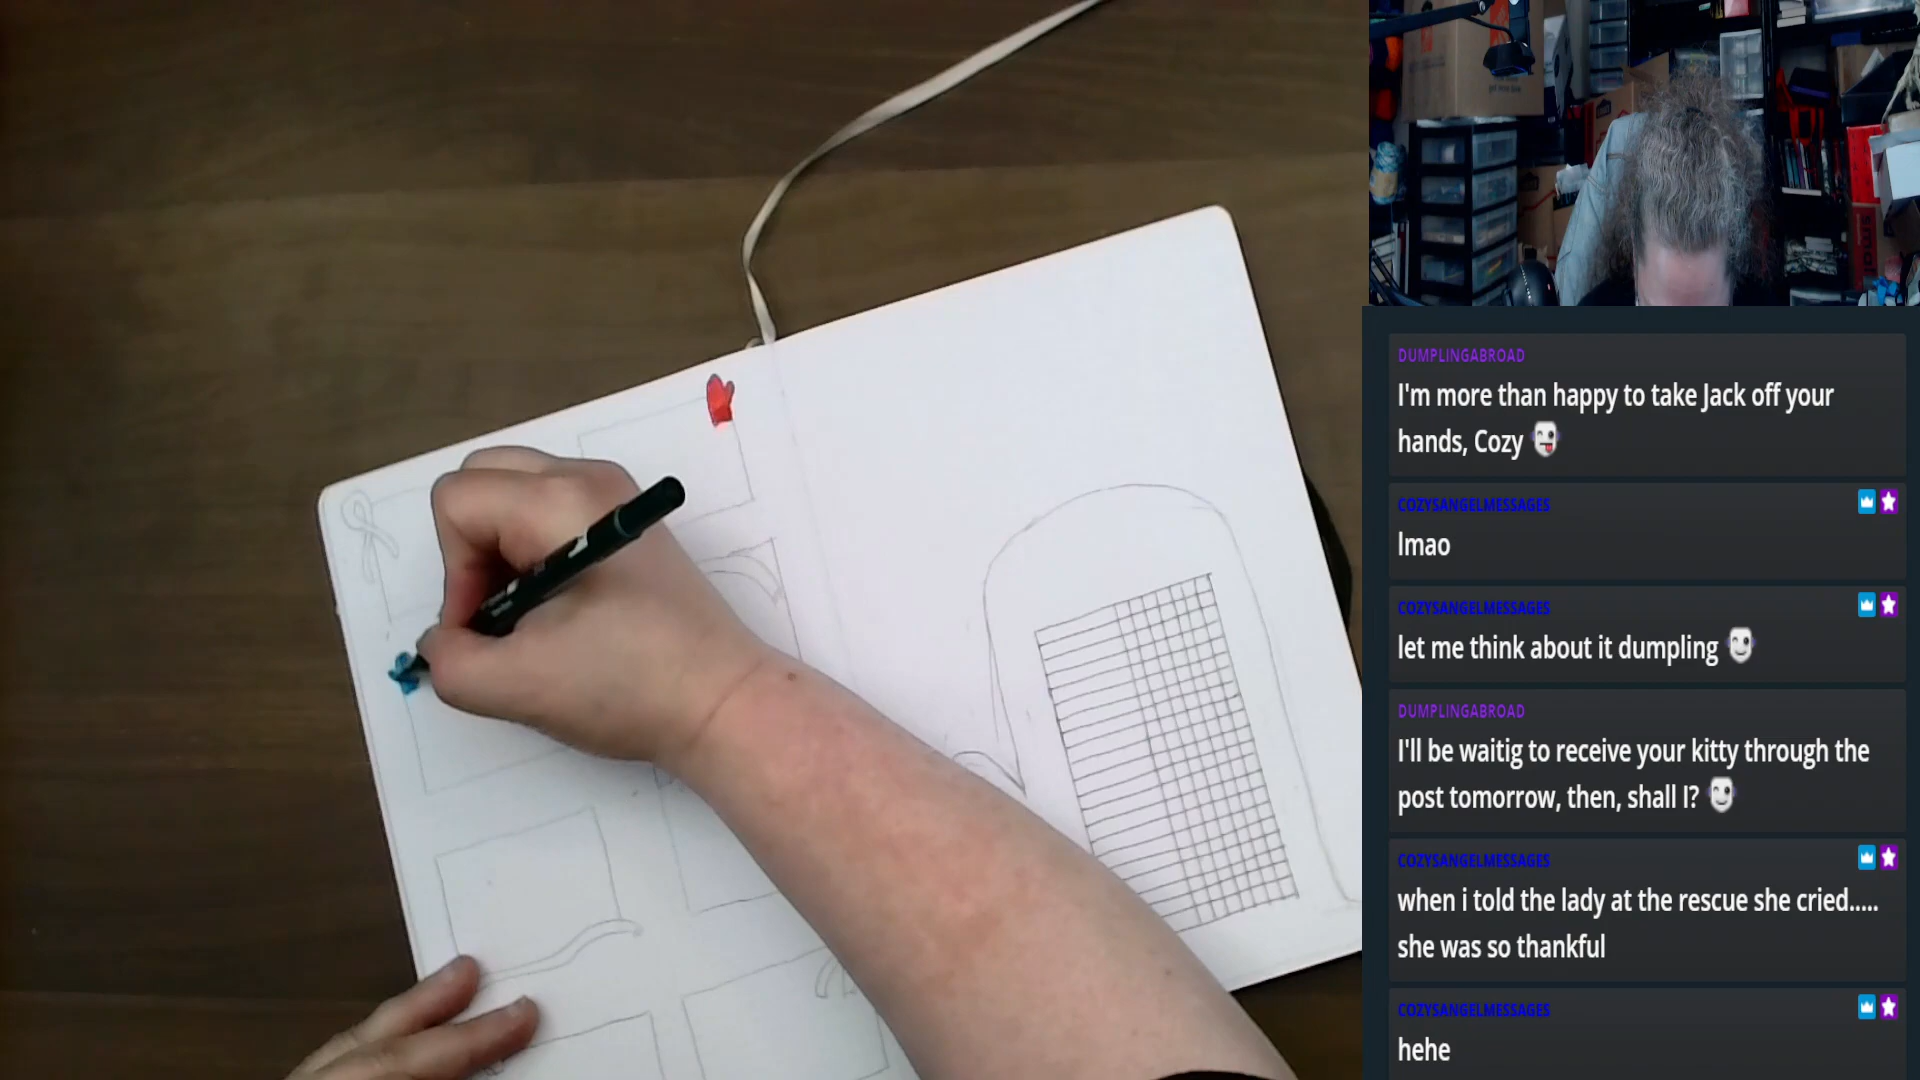 DUMPLINGABROAD
I'm more than happy to take Jack off your
hands, Cozy
COZYSANGELMESSAGES
lmao
COZYSANGELMESSAGES
let me think about it dumpling
DUMPLINGABROAD
I'll be waitig to receive your kitty through the
post tomorrow, then, shall I?
COZYSANGELMESSAGES
when i told the lady at the rescue she cried.....
she was so thankful
COZYSANGELMESSAGES
hehe